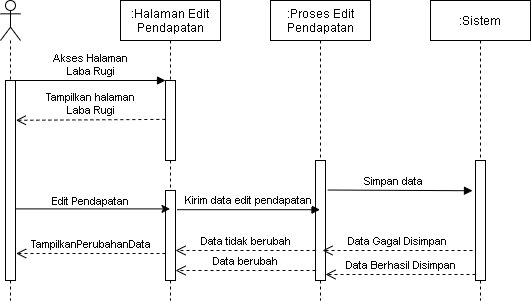 :Halaman Edit
Pendapatan
:Proses Edit
Pendapatan
:Sistem
Akses Halaman
Laba Rugi
Tampilkan halaman
Laba Rugi
Simpan data
Edit Pendapatan
Kirim data edit pendapatan
TampilkanPerubahanData
Data tidak berubah
Data Gagal Disimpan
Data berubah
Data Berhasil Disimpan